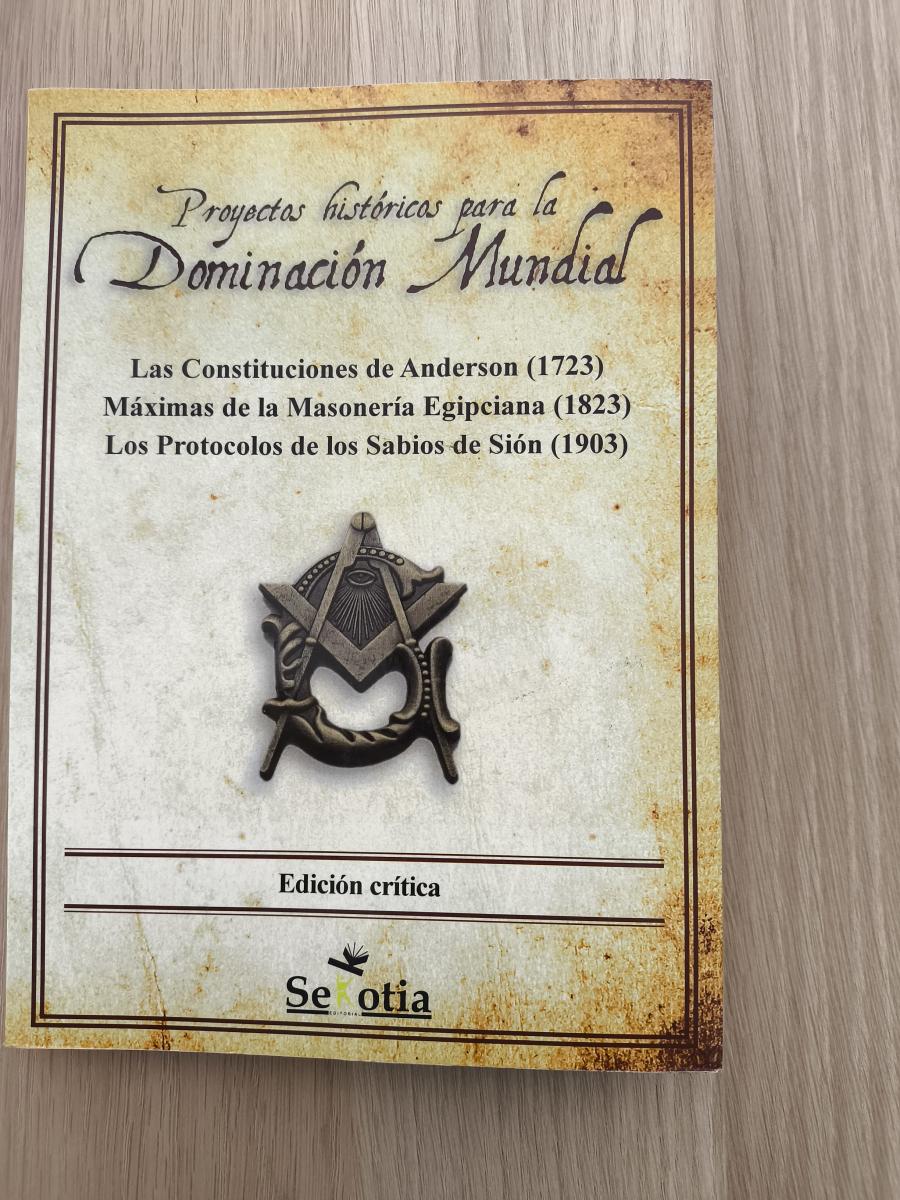 Proyectos históricos para la
Dominación Mundial
Las Constituciones de Anderson (1723)
Máximas de la Masonería Egipciana (1823)
Los Protocolos de los Sabios de Sión (1903)
Edición crítica
Sekotia
EDITORIAL